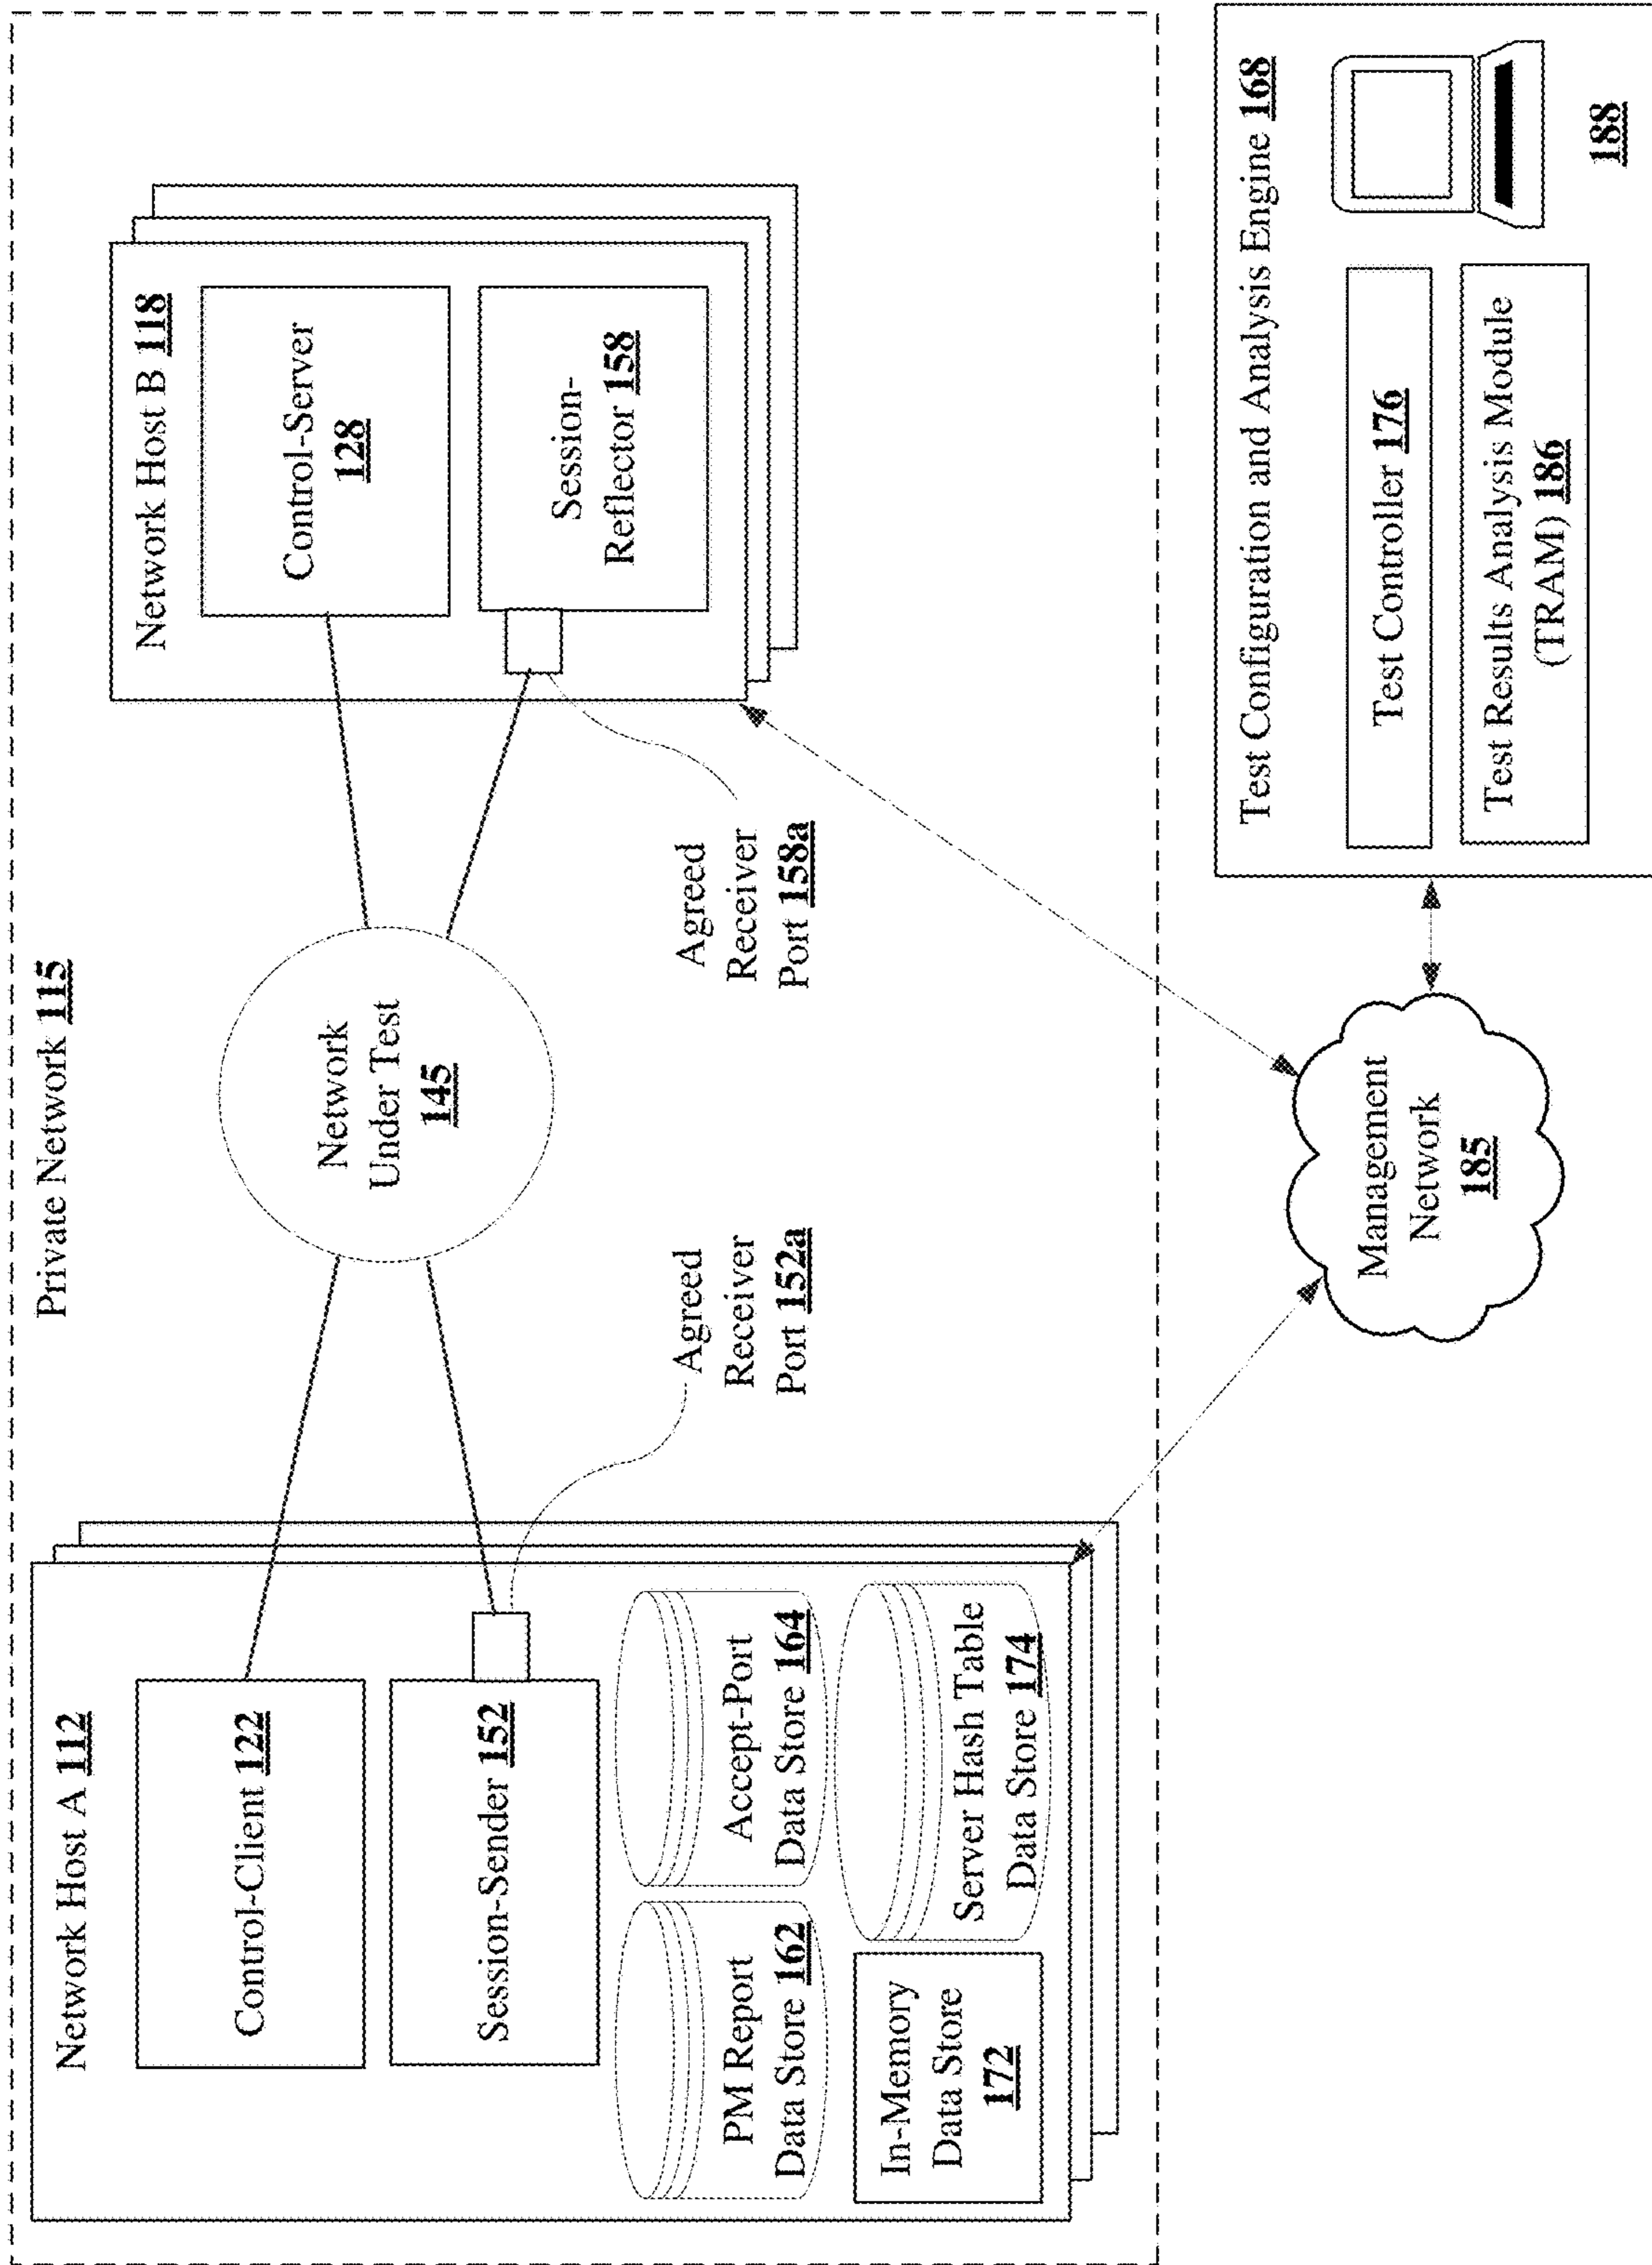 Private Network 115
Network Host A 112
Control-Client 122
Session-Sender 152
PM Report
Data Store 162
Accept-Port
Data Store 164
In-Memory
Data Store
172
Server Hash Table
Data Store 174
Network
Under Test
145
Agreed
Receiver
Port 152a
Agreed
Receiver
Port 158a
Network Host B 118
Control-Server
128
Session-
Reflector 158
Management
Network
185
Test Configuration and Analysis Engine 168
Test Controller 176
Test Results Analysis Module
(TRAM) 186
188